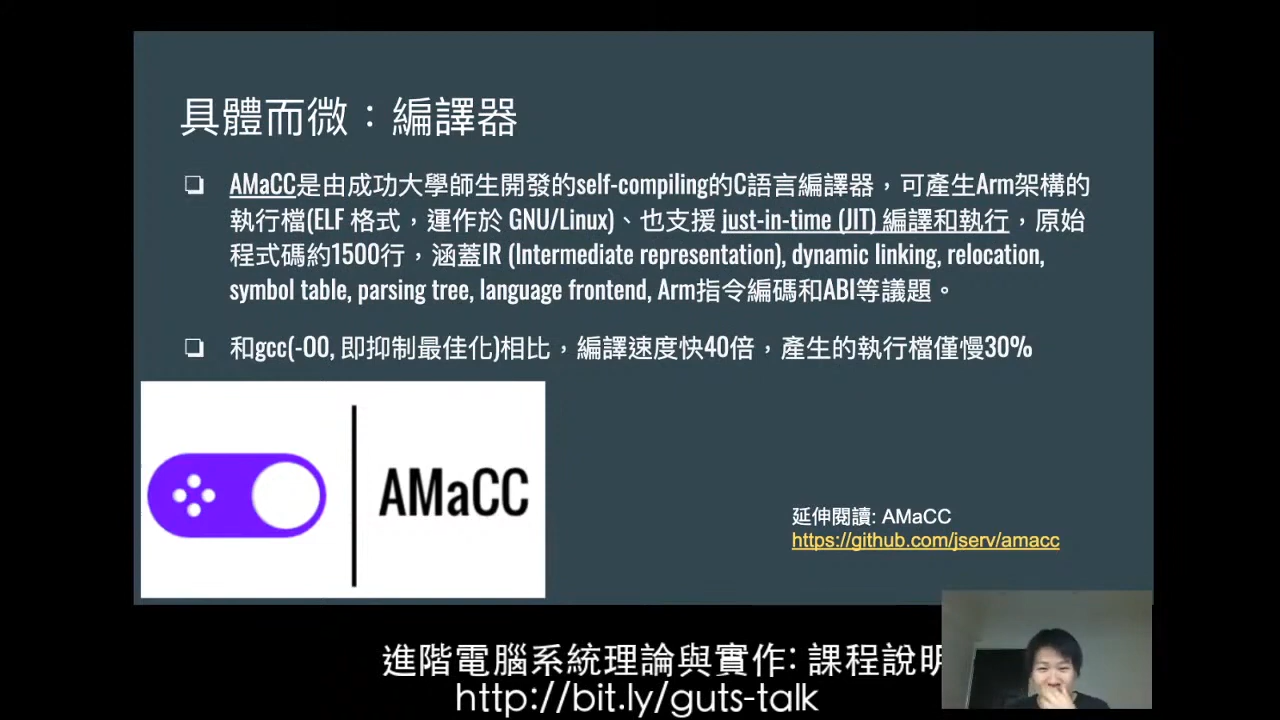 具體而微：編譯器
AMaCC是由成功大學師生開發的self-compiling的C語言編譯器，可產生Arm架構的
執行檔(ELF 格式，運作於 GNU/Linux)、也支援 just-in-time (JIT) 編譯和執行，原始
程式碼約1500行，涵蓋IR (Intermediate representation), dynamic linking, relocation,
symbol table, parsing tree, language frontend, Arm指令編碼和ABI等議題。
和gcc(-O0, 即抑制最佳化)相比，編譯速度快40倍，產生的執行檔僅慢30%
AMaCC
延伸閱讀: AMaCC
https://github.com/jserv/amacc
進階電腦系統理論與實作: 課程說明
http://bit.ly/guts-talk